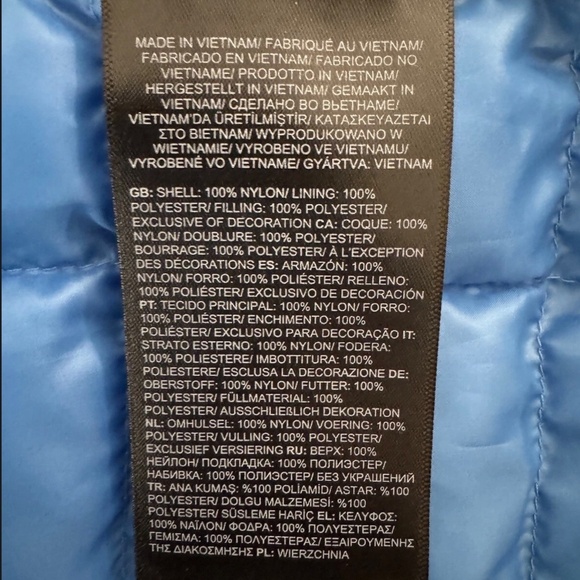 MADE IN VIETNAM/ FABRIQUÉ AU VIETNAM/
FABRICADO EN VIETNAM/ FABRICADO NO
VIETNAME/ PRODOTTO IN VIETNAM/
HERGESTELLT IN VIETNAM/ GEMAAKT IN
VIETNAM/ СДЕЛАНО ВО ВЬЕТНАМЕ/
VİETNAM'DA ÜRETİLMİŞTİR/ ΚΑΤΑΣΚΕΥΑΖΕΤΑΙ
ΣΤΟ ΒΙΕΤΝΑΜ/ WYPRODUKOWANO W
WIETNAMIE/ VYROBENO VE VIETNAMU/
VYROBENÉ VO VIETNAME/ GYÁRTVA: VIETNAM
GB: SHELL: 100% NYLON/ LINING: 100%
POLYESTER/ FILLING: 100% POLYESTER/
EXCLUSIVE OF DECORATION CA: COQUE: 100%
NYLON/ DOUBLURE: 100% POLYESTER/
BOURRAGE: 100% POLYESTER/ À L'EXCEPTION
DES DÉCORATIONS ES: ARMAZÓN: 100%
NYLON/ FORRO: 100% POLIÉSTER/ RELLENO:
100% POLIÉSTER/ EXCLUSIVO DE DECORACIÓN
PT: TECIDO PRINCIPAL: 100% NYLON/ FORRO:
100% POLIÉSTER/ ENCHIMENTO: 100%
POLIÉSTER/ EXCLUSIVO PARA DECORAÇÃO IT:
STRATO ESTERNO: 100% NYLON/ FODERA:
100% POLIESTERE/ IMBOTTITURA: 100%
POLIESTERE/ ESCLUSA LA DECORAZIONE DE:
OBERSTOFF: 100% NYLON/ FUTTER: 100%
POLYESTER/ FÜLLMATERIAL: 100%
POLYESTER/ AUSSCHLIEßLICH DEKORATION
NL: OMHULSEL: 100% NYLON/ VOERING: 100%
POLYESTER/ VULLING: 100% POLYESTER/
EXCLUSIEF VERSIERING RU: ВЕРХ: 100%
НЕЙЛОН/ ПОДКЛАДКА: 100% ПОЛИЭСТЕР/
НАБИВКА: 100% ПОЛИЭСТЕР/ БЕЗ УКРАШЕНИЙ
TR: ANA KUMAŞ: %100 POLİAMİD/ ASTAR: %100
POLYESTER/ DOLGU MALZEMESİ: %100
POLYESTER/ SÜSLEME HARİÇ EL: ΚΕΛΥΦΟΣ:
100% ΝΑΪΛΟΝ/ ΦΟΔΡΑ: 100% ΠΟΛΥΕΣΤΕΡΑΣ/
ΓΕΜΙΣΜΑ: 100% ΠΟΛΥΕΣΤΕΡΑΣ/ ΕΞΑΙΡΟΥΜΕΝΗΣ
ΤΗΣ ΔΙΑΚΟΣΜΗΣΗΣ PL: WIERZCHNIA